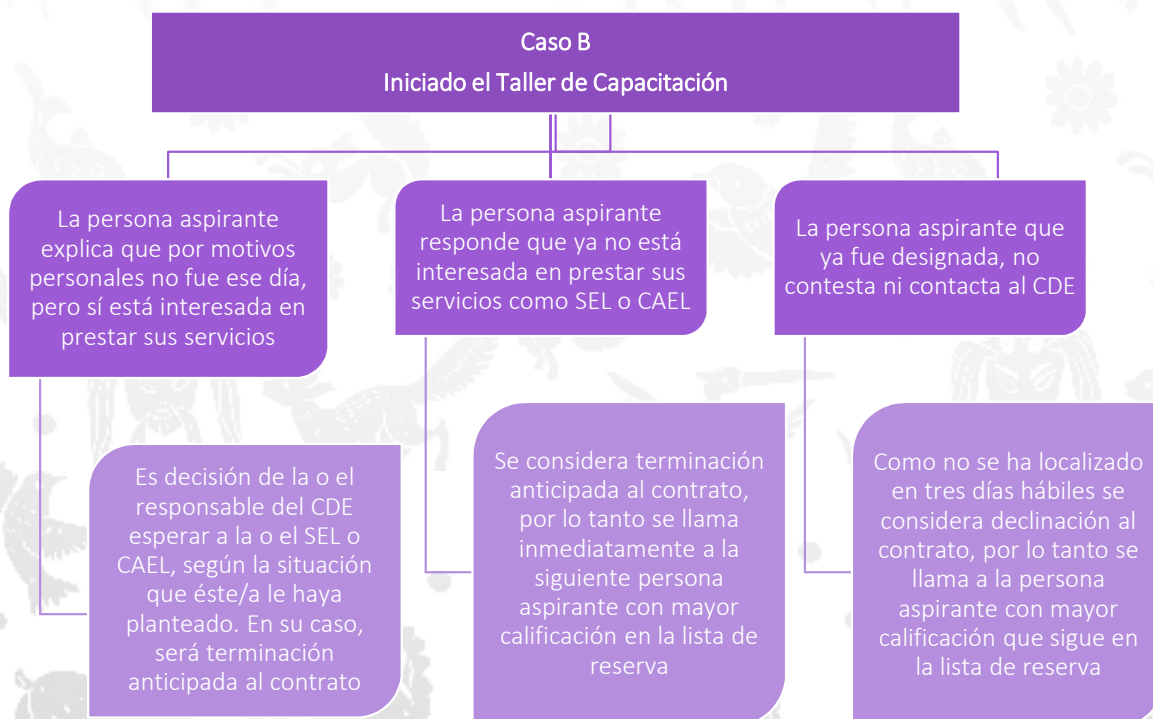 Caso B
Iniciado el Taller de Capacitación
La persona aspirante
explica que por motivos
personales no fue ese día,
pero sí está interesada en
prestar sus servicios
La persona aspirante
responde que ya no está
interesada en prestar sus
servicios como SEL o CAEL
La persona aspirante que
ya fue designada, no
contesta ni contacta al CDE
Es decisión de la o el
responsable del CDE
esperar a la o el SEL o
CAEL, según la situación
que éste/a le haya
planteado. En su caso,
será terminación
anticipada al contrato
Se considera terminación
anticipada al contrato,
por lo tanto se llama
inmediatamente a la
siguiente persona
aspirante con mayor
calificación en la lista de
reserva
Como no se ha localizado
en tres días hábiles se
considera declinación al
contrato, por lo tanto se
llama a la persona
aspirante con mayor
calificación que sigue en
la lista de reserva